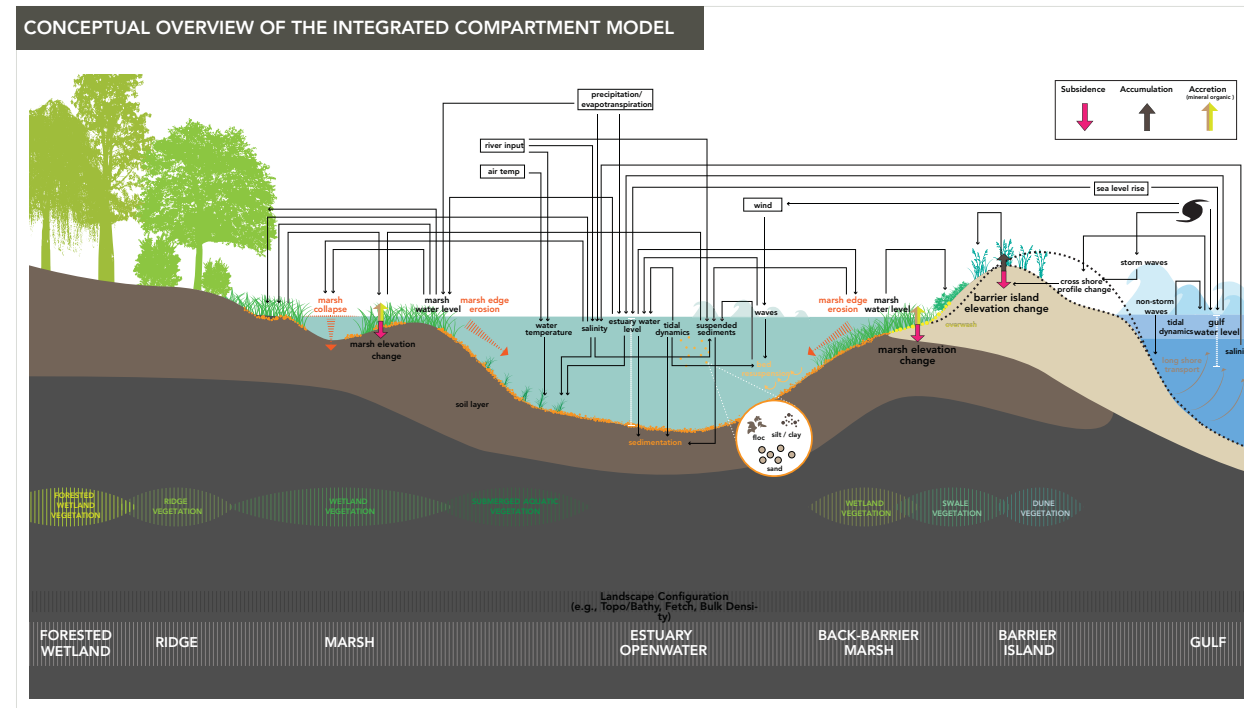 CONCEPTUAL OVERVIEW OF THE INTEGRATED COMPARTMENT MODEL
precipitation/
evapotranspiration
Subsidence
Accumulation
Accretion
(mineral organic )
river input
air temp
sea level rise
wind
storm waves
cross shore
profile change
marsh
collapse
marsh
water level
marsh edge
erosion
marsh edge
erosion
marsh
water level
barrier island
elevation change
non-storm
waves
waves
water
temperature
salinity
estuary water
level
tidal
dynamics
suspended
sediments
overwash
tidal
dynamics
gulf
water level
marsh elevation
change
marsh elevation
change
salini
long shore
transport
soil layer
sedimentation
floc
silt / clay
sand
FORESTED
WETLAND
VEGETATION
RIDGE
VEGETATION
WETLAND
VEGETATION
SUBMERGED AQUATIC
VEGETATION
WETLAND
VEGETATION
SWALE
VEGETATION
DUNE
VEGETATION
Landscape Configuration
(e.g., Topo/Bathy, Fetch, Bulk Densi-
ty)
FORESTED
WETLAND
RIDGE
MARSH
ESTUARY
OPENWATER
BACK-BARRIER
MARSH
BARRIER
ISLAND
GULF